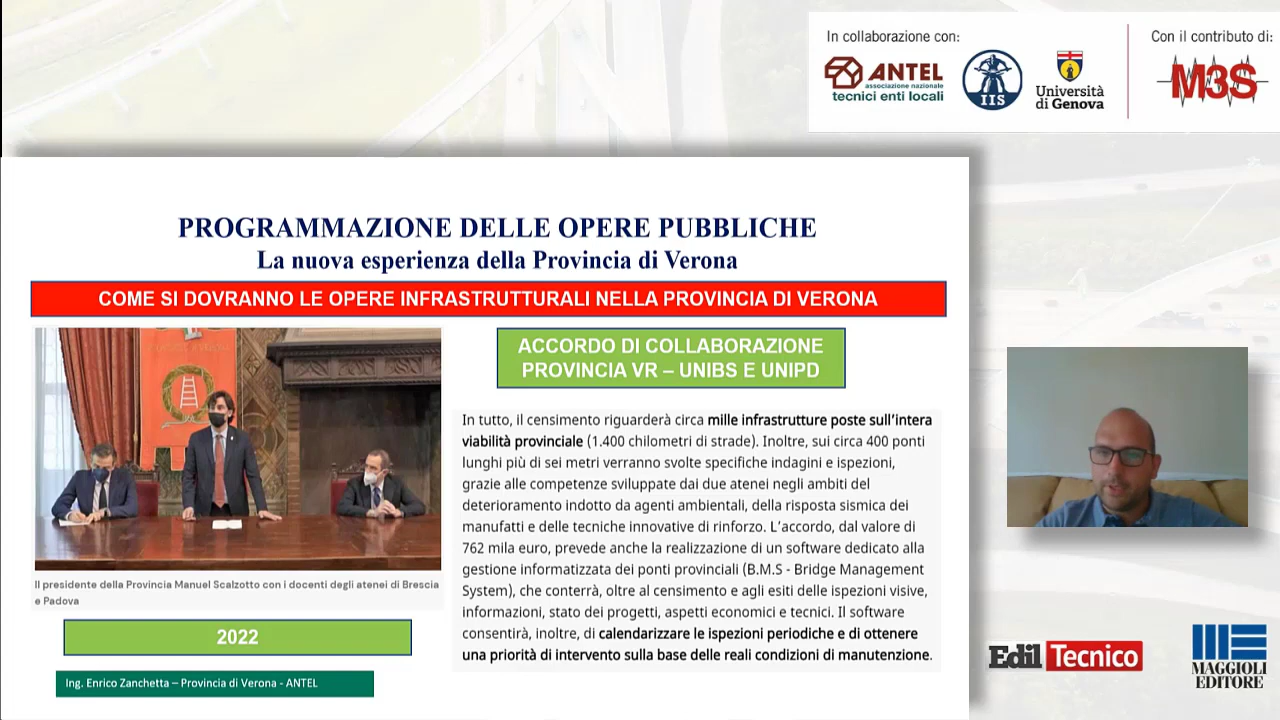 In collaborazione con:
Con il contributo di:
ANTEL
associazione nazionale
tecnici enti locali
IIS
Università
di Genova
M3S
PROGRAMMAZIONE DELLE OPERE PUBBLICHE
La nuova esperienza della Provincia di Verona
COME SI DOVRANNO LE OPERE INFRASTRUTTURALI NELLA PROVINCIA DI VERONA
ACCORDO DI COLLABORAZIONE
PROVINCIA VR – UNIBS E UNIPD
In tutto, il censimento riguarderà circa mille infrastrutture poste sull'intera
viabilità provinciale (1.400 chilometri di strade). Inoltre, sui circa 400 ponti
lunghi più di sei metri verranno svolte specifiche indagini e ispezioni,
grazie alle competenze sviluppate dai due atenei negli ambiti del
deterioramento indotto da agenti ambientali, della risposta sismica dei
manufatti e delle tecniche innovative di rinforzo. L'accordo, dal valore di
762 mila euro, prevede anche la realizzazione di un software dedicato alla
gestione informatizzata dei ponti provinciali (B.M.S - Bridge Management
System), che conterrà, oltre al censimento e agli esiti delle ispezioni visive,
informazioni, stato dei progetti, aspetti economici e tecnici. Il software
consentirà, inoltre, di calendarizzare le ispezioni periodiche e di ottenere
una priorità di intervento sulla base delle reali condizioni di manutenzione.
Il presidente della Provincia Manuel Scalzotto con i docenti degli atenei di Brescia
e Padova
2022
Ing. Enrico Zanchetta – Provincia di Verona - ANTEL
Edil Tecnico
MAGGIOLI
EDITORE